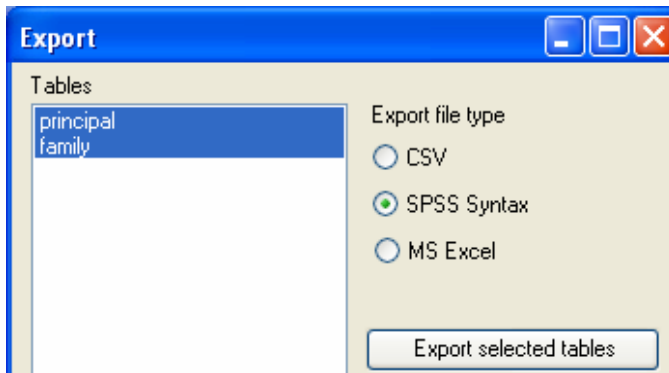 Export
Tables
principal
family
Export file type
CSV
SPSS Syntax
MS Excel
Export selected tables